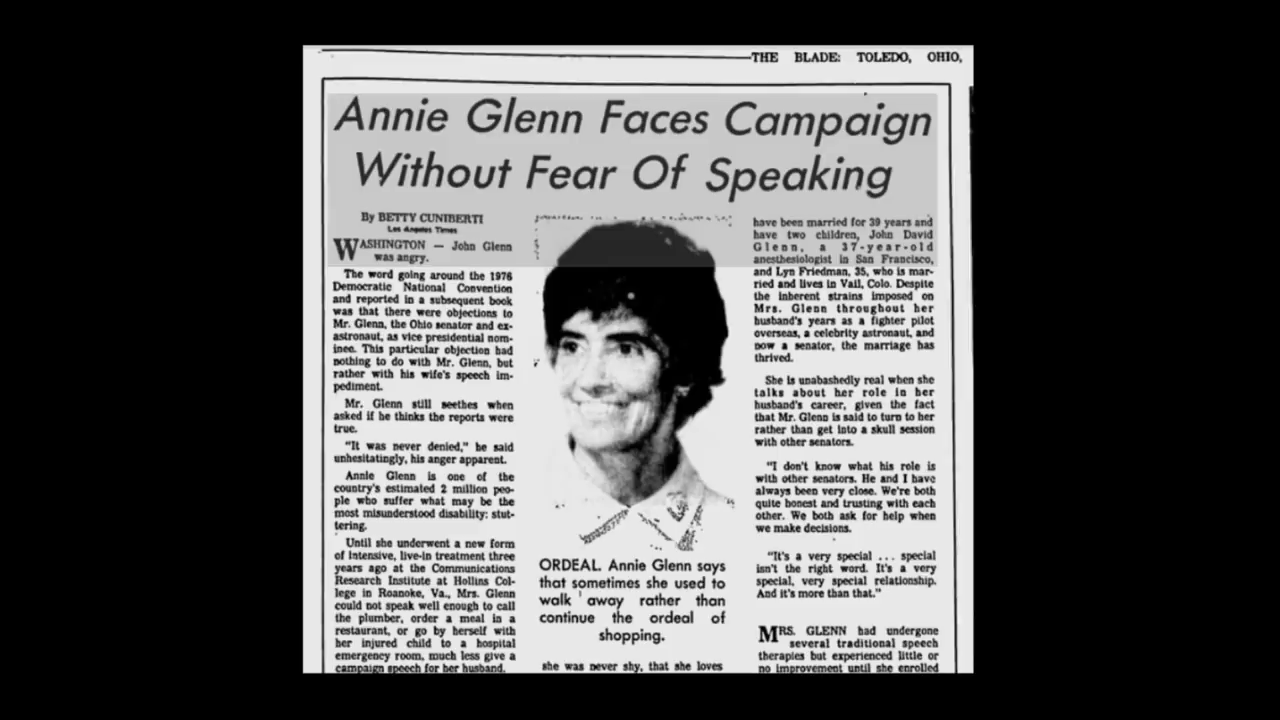 THE BLADE: TOLEDO, OHIO,
Annie Glenn Faces Campaign
Without Fear Of Speaking
By BETTY CUNIBERTI
Los Angeles Times
WASHINGTON — John Glenn
was angry.
The word going around the 1976
Democratic National Convention
and reported in a subsequent book
was that there were objections to
Mr. Glenn, the Ohio senator and ex-
astronaut, as vice presidential nom-
inee. This particular objection had
nothing to do with Mr. Glenn, but
rather with his wife's speech im-
pediment.
Mr. Glenn still seethes when
asked if he thinks the reports were
true.
"It was never denied," he said
unhesitatingly, his anger apparent.
Annie Glenn is one of the
country's estimated 2 million peo-
ple who suffer what may be the
most misunderstood disability: stut-
tering.
Until she underwent a new form
of intensive, live-in treatment three
years ago at the Communications
Research Institute at Hollins Col-
lege in Roanoke, Va., Mrs. Glenn
could not speak well enough to call
the plumber, order a meal in a
restaurant, or go by herself with
her injured child to a hospital
emergency room, much less give a
campaign speech for her husband.
ORDEAL. Annie Glenn says
that sometimes she used to
walk away rather than
continue the ordeal of
shopping.
she was never shy, that she loves
have been married for 39 years and
have two children, John David
Glenn, a 37-year-old
anesthesiologist in San Francisco,
and Lyn Friedman, 35, who is mar-
ried and lives in Vail, Colo. Despite
the inherent strains imposed on
Mrs. Glenn throughout her
husband's years as a fighter pilot
overseas, a celebrity astronaut, and
now a senator, the marriage has
thrived.
She is unabashedly real when she
talks about her role in her
husband's career, given the fact
that Mr. Glenn is said to turn to her
rather than get into a skull session
with other senators.
"I don't know what his role is
with other senators. He and I have
always been very close. We're both
quite honest and trusting with each
other. We both ask for help when
we make decisions.
"It's a very special ... special
isn't the right word. It's a very
special, very special relationship.
And it's more than that."
MRS. GLENN had undergone
several traditional speech
therapies but experienced little or
no improvement until she enrolled